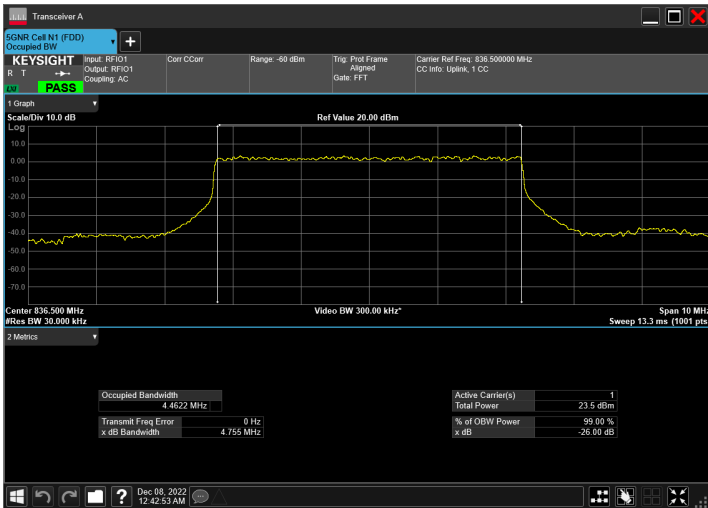 Transceiver A
5GNR Cell N1 (FDD)
Occupied BW
KEYSIGHT
R T
LXI
PASS
Input: RFIO1
Output: RFIO1
Coupling: AC
Corr CCorr
Range: -60 dBm
Trig: Prot Frame
Aligned
Gate: FFT
Carrier Ref Freq: 836.500000 MHz
CC Info: Uplink, 1 CC
1 Graph
Scale/Div 10.0 dB
Ref Value 20.00 dBm
Log
10.0
0.00
-10.0
-20.0
-30.0
-40.0
-50.0
-60.0
-70.0
Center 836.500 MHz
Video BW 300.00 kHz*
Span 10 MHz
#Res BW 30.000 kHz
Sweep 13.3 ms (1001 pts
2 Metrics
Occupied Bandwidth
4.4622 MHz
Transmit Freq Error 0 Hz
x dB Bandwidth 4.755 MHz
Active Carrier(s) 1
Total Power 23.5 dBm
% of OBW Power 99.00 %
x dB -26.00 dB
?
Dec 08, 2022
12:42:53 AM